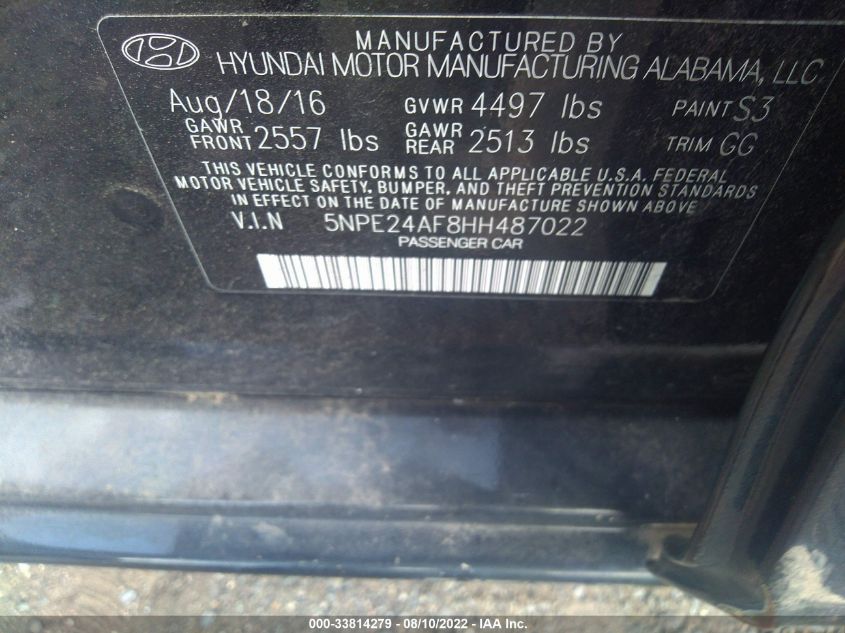 MANUFACTURED BY
HYUNDAI MOTOR MANUFACTURING ALABAMA, LLC
Aug/18/16 GVWR 4497 lbs PAINT S3
GAWR FRONT 2557 lbs GAWR REAR 2513 lbs TRIM GG
THIS VEHICLE CONFORMS TO ALL APPLICABLE U.S.A. FEDERAL
MOTOR VEHICLE SAFETY, BUMPER, AND THEFT PREVENTION STANDARDS
IN EFFECT ON THE DATE OF MANUFACTURE SHOWN ABOVE.
V.I.N 5NPE24AF8HH487022
PASSENGER CAR
000-33814279 - 08/10/2022 - IAA Inc.